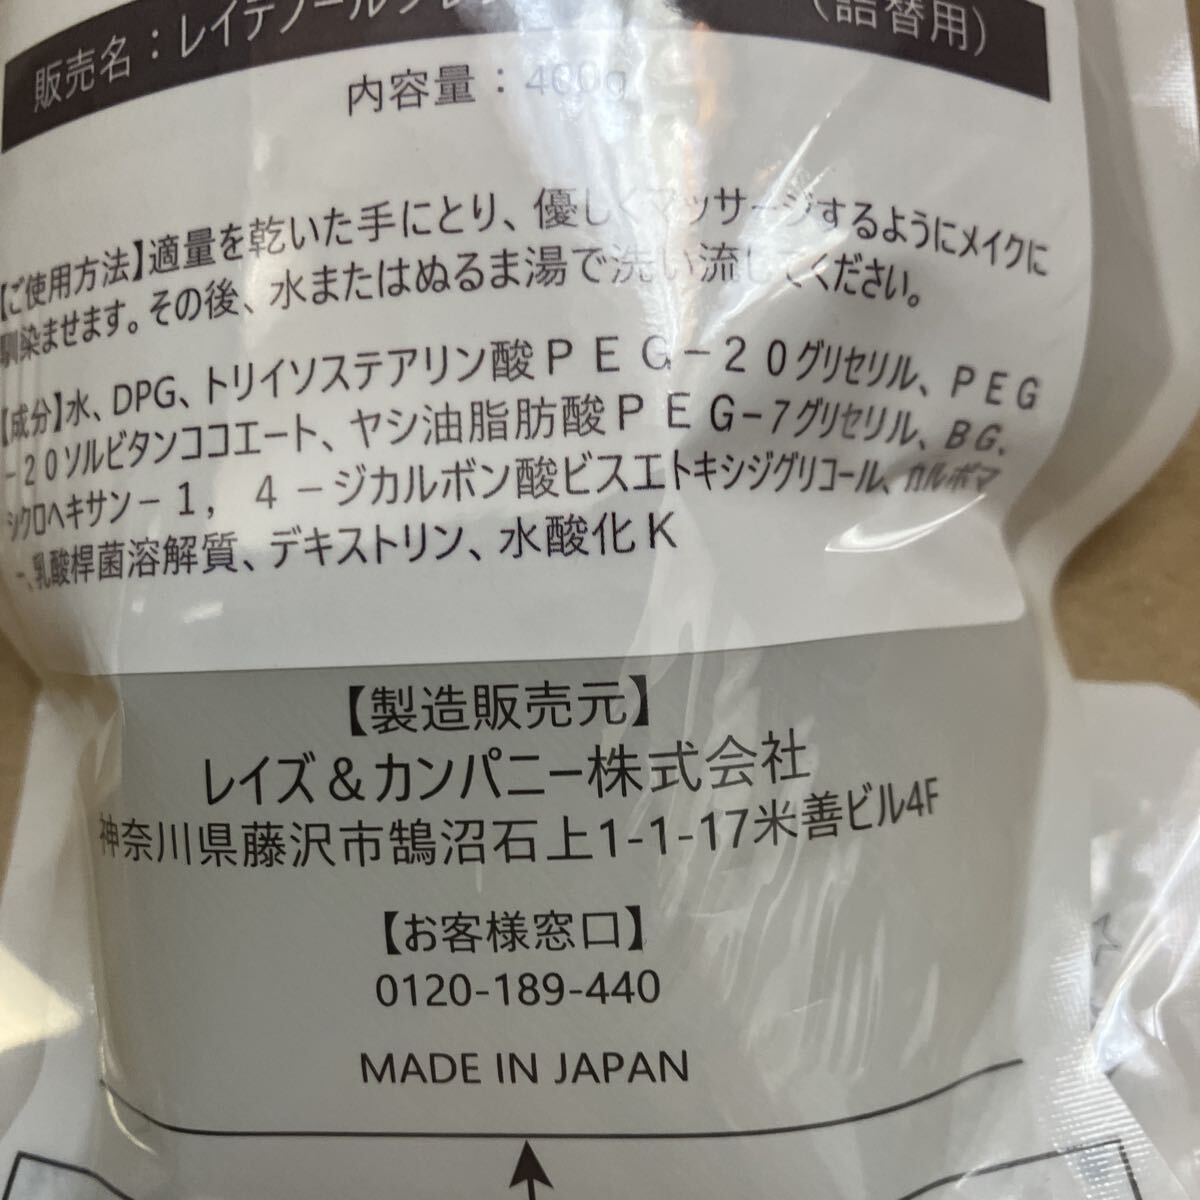 販売名：レイテノールクレン
（詰替用）
内容量：400g
【ご使用方法】適量を乾いた手にとり、優しくマッサージするようにメイクに
馴染ませます。その後、水またはぬるま湯で洗い流してください。
【成分】水、DPG、トリイソステアリン酸ＰＥＧ－２０グリセリル、ＰＥＧ
－２０ソルビタンココエート、ヤシ油脂肪酸ＰＥＧ－７グリセリル、ＢＧ、
シクロヘキサン－１，４－ジカルボン酸ビスエトキシジグリコール、カルボマ
ー、乳酸桿菌溶解質、デキストリン、水酸化Ｋ
【製造販売元】
レイズ＆カンパニー株式会社
神奈川県藤沢市鵠沼石上1-1-17米善ビル4F
【お客様窓口】
0120-189-440
MADE IN JAPAN